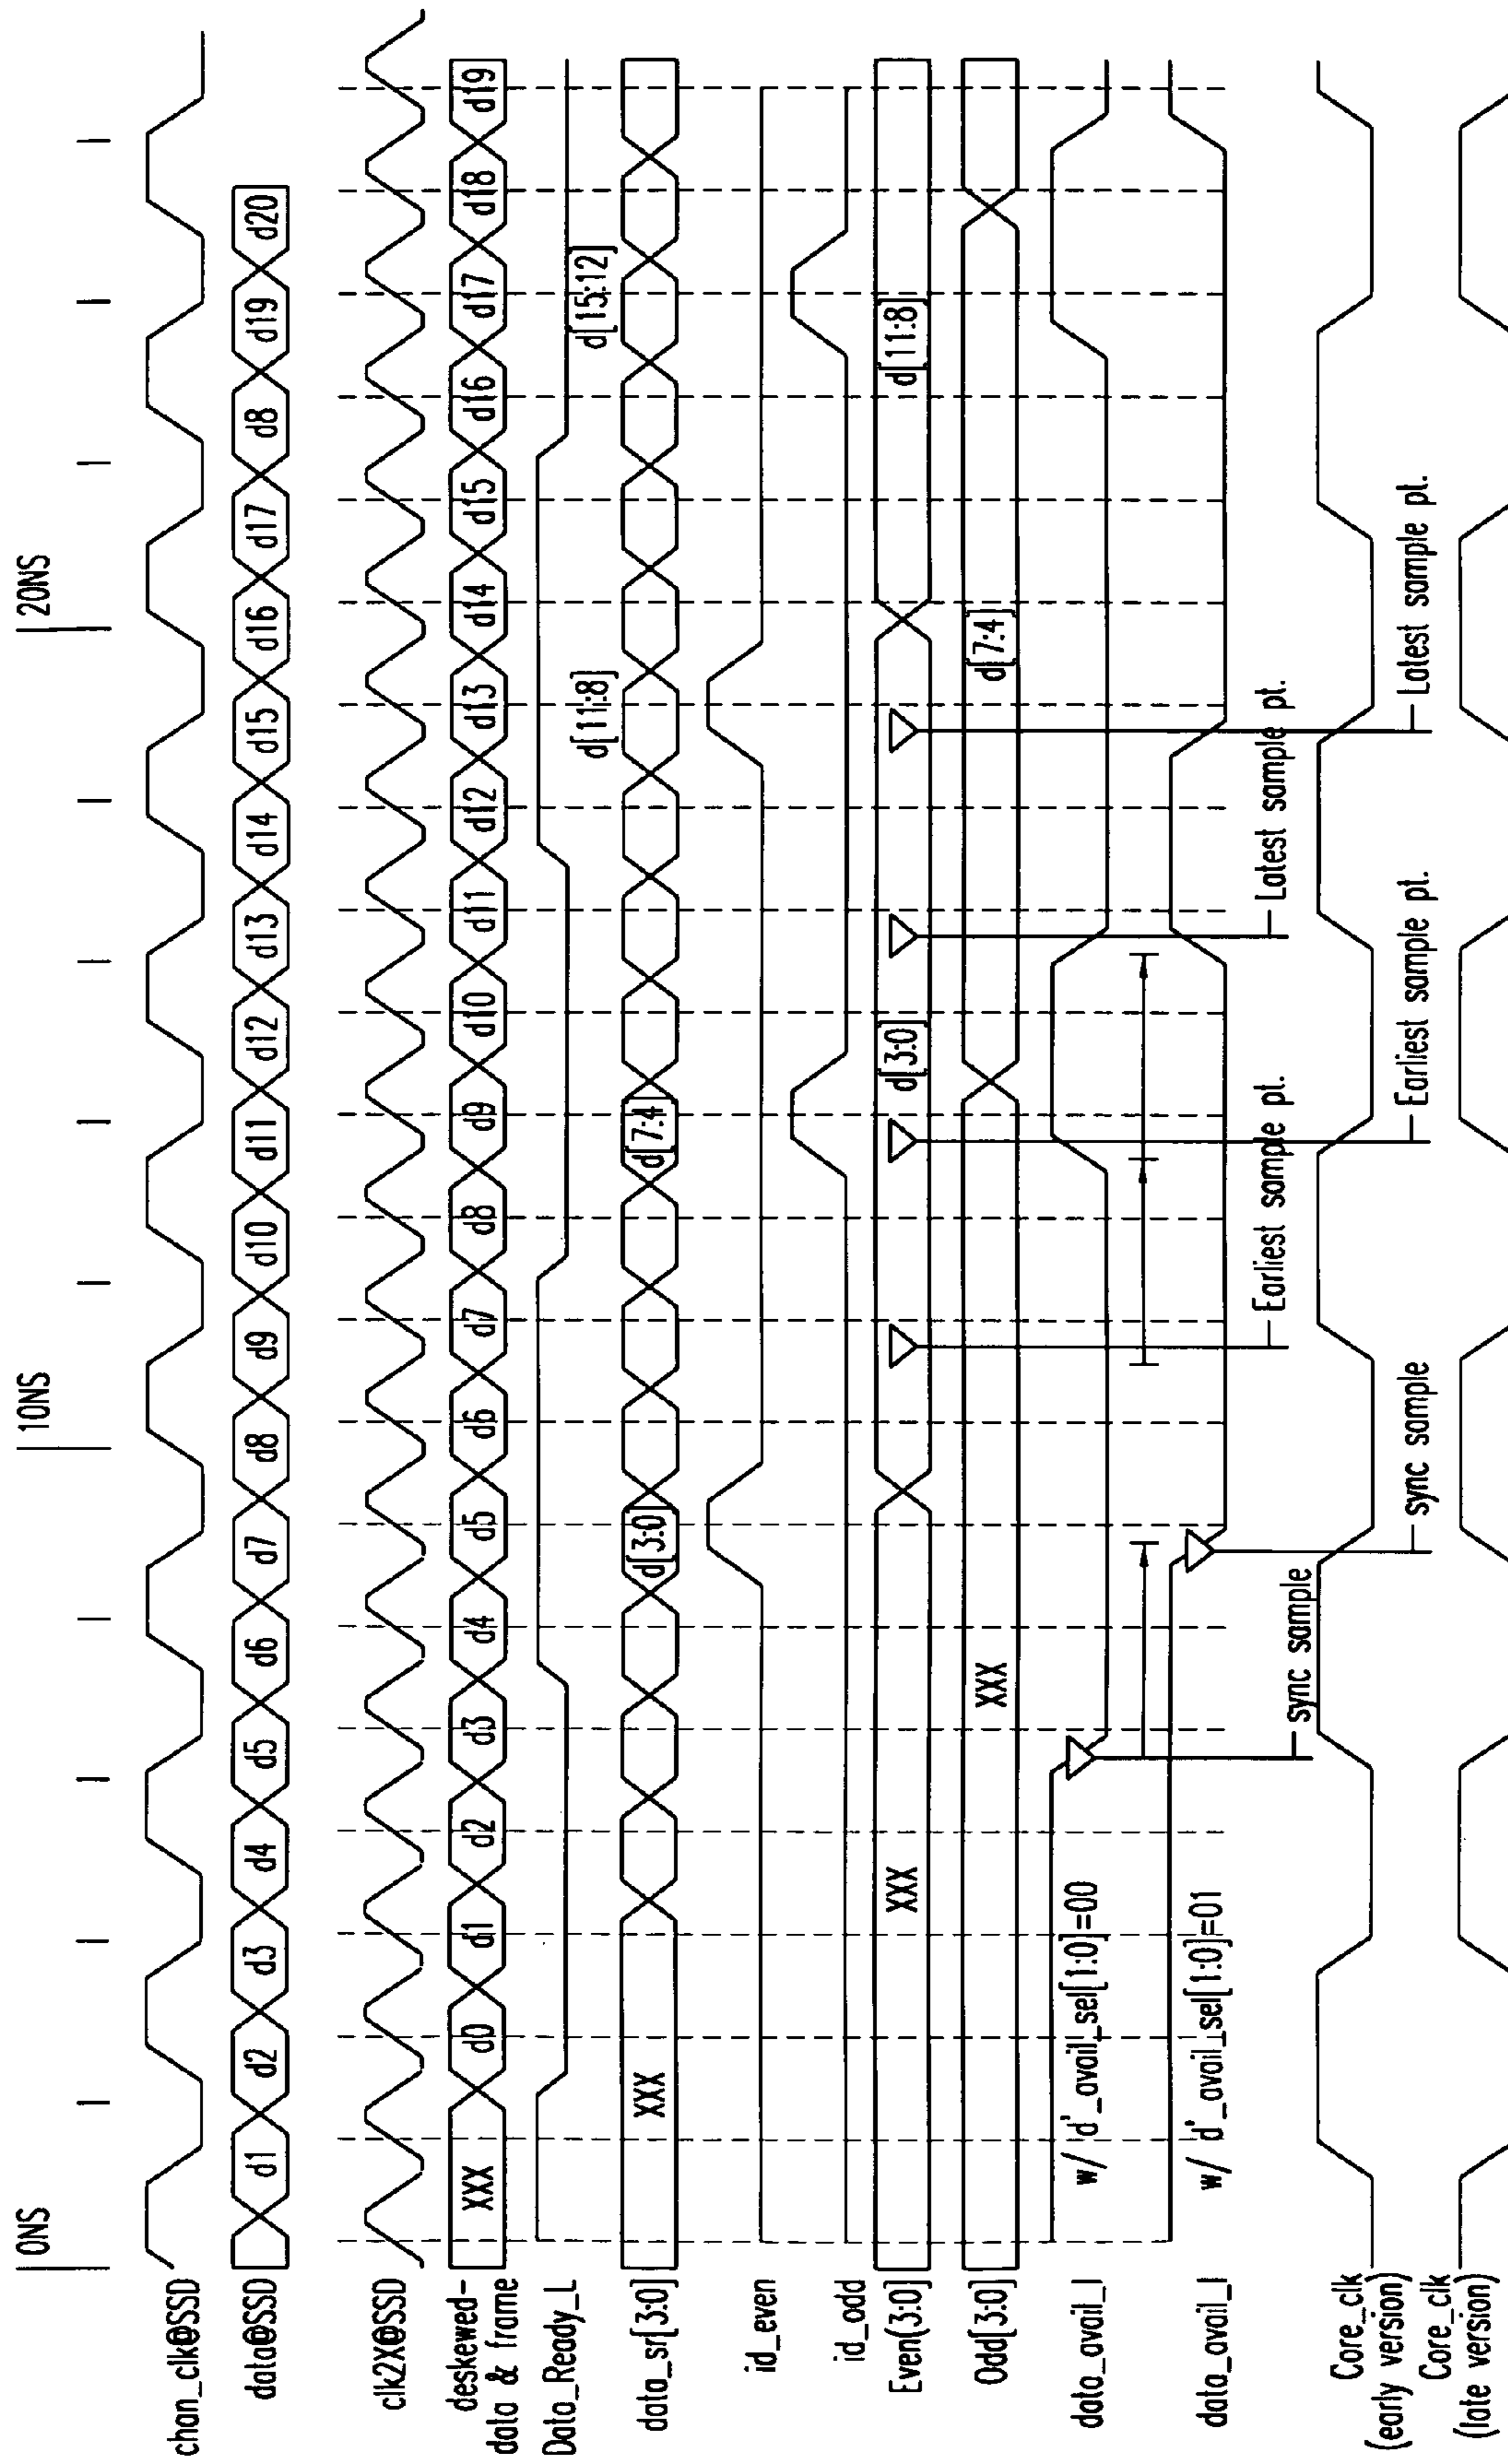 0NS 10NS 20NS
chan_clk@SSD
data@SSD d1 d2 d3 d4 d5 d6 d7 d8 d9 d10 d11 d12 d13 d14 d15 d16 d17 d8 d19 d20
clk2X@SSD
deskewed-
data & frame XXX d0 d1 d2 d3 d4 d5 d6 d7 d8 d9 d10 d11 d12 d13 d14 d15 d16 d17 d18 d19
Data_Ready_L
d[11:8] d[15:12]
data_sr[3:0] XXX d[3:0] d[7:4]
id_even
id_odd
Even(3:0] XXX d[3:0] d[11:8]
Odd[3:0] XXX d[7:4]
data_avail_l w/ d'_avail_sel[1:0]=00
data_avail_l w/ d'_avail_sel[1:0]=01
sync sample Earliest sample pt. Latest sample pt.
Core_clk
(early version)
sync sample Earliest sample pt. Latest sample pt.
Core_clk
(late version)